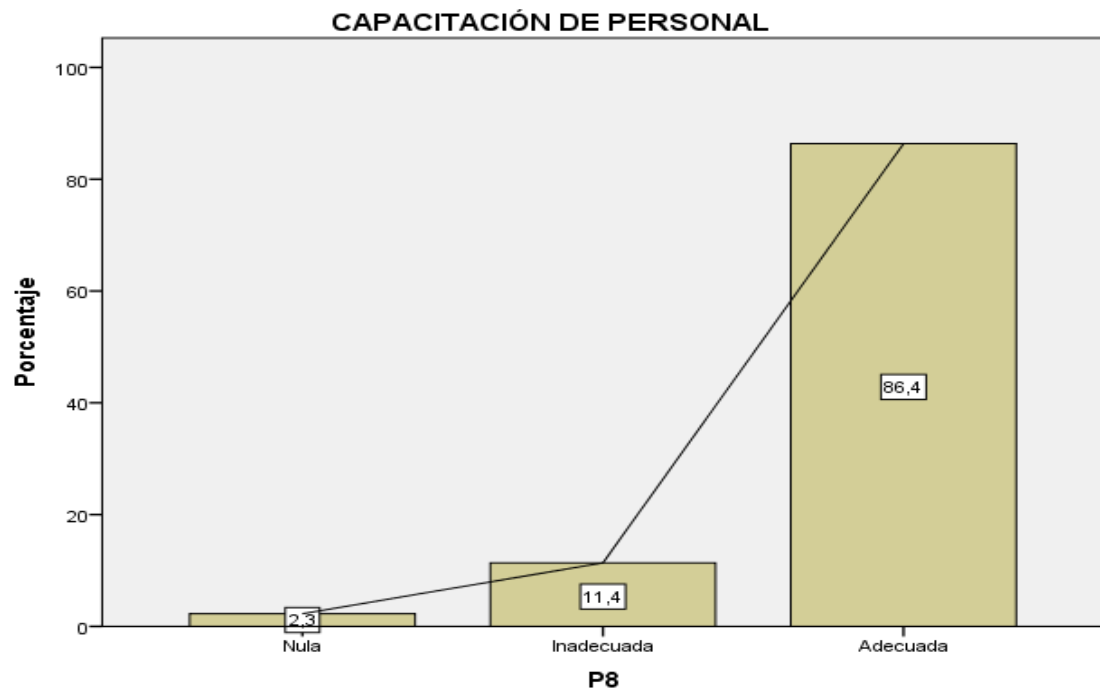 CAPACITACIÓN DE PERSONAL
Porcentaje
100
80
60
40
20
0
2,3
11,4
86,4
Nula Inadecuada Adecuada
P8